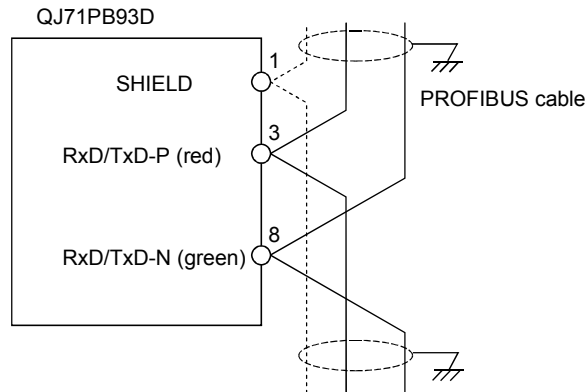 QJ71PB93D
1
SHIELD
PROFIBUS cable
3
RxD/TxD-P (red)
8
RxD/TxD-N (green)